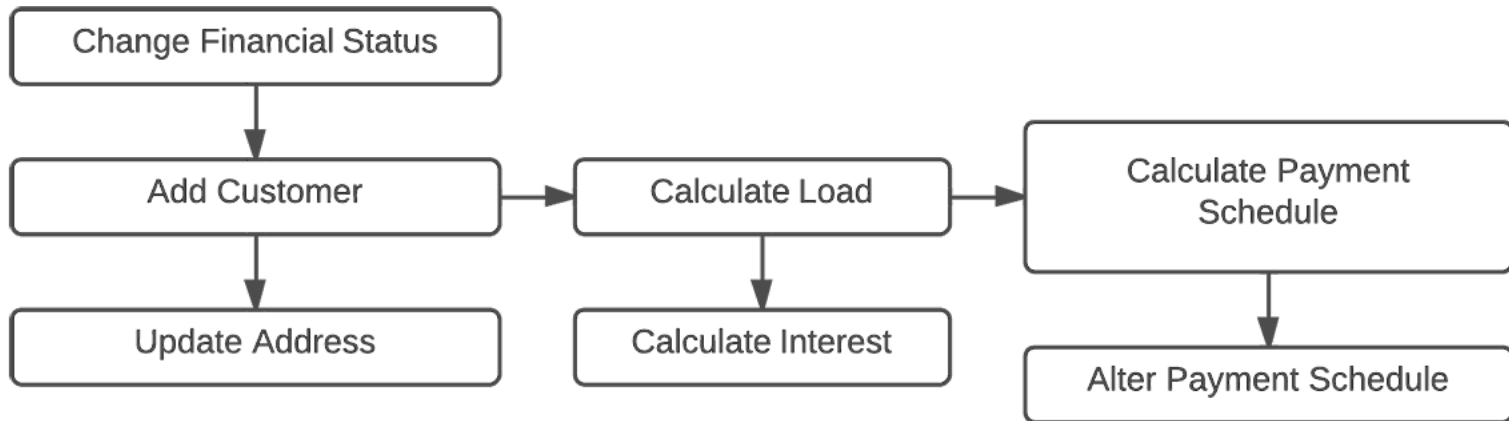 Change Financial Status
Add Customer
Calculate Load
Calculate Payment
Schedule
Update Address
Calculate Interest
Alter Payment Schedule